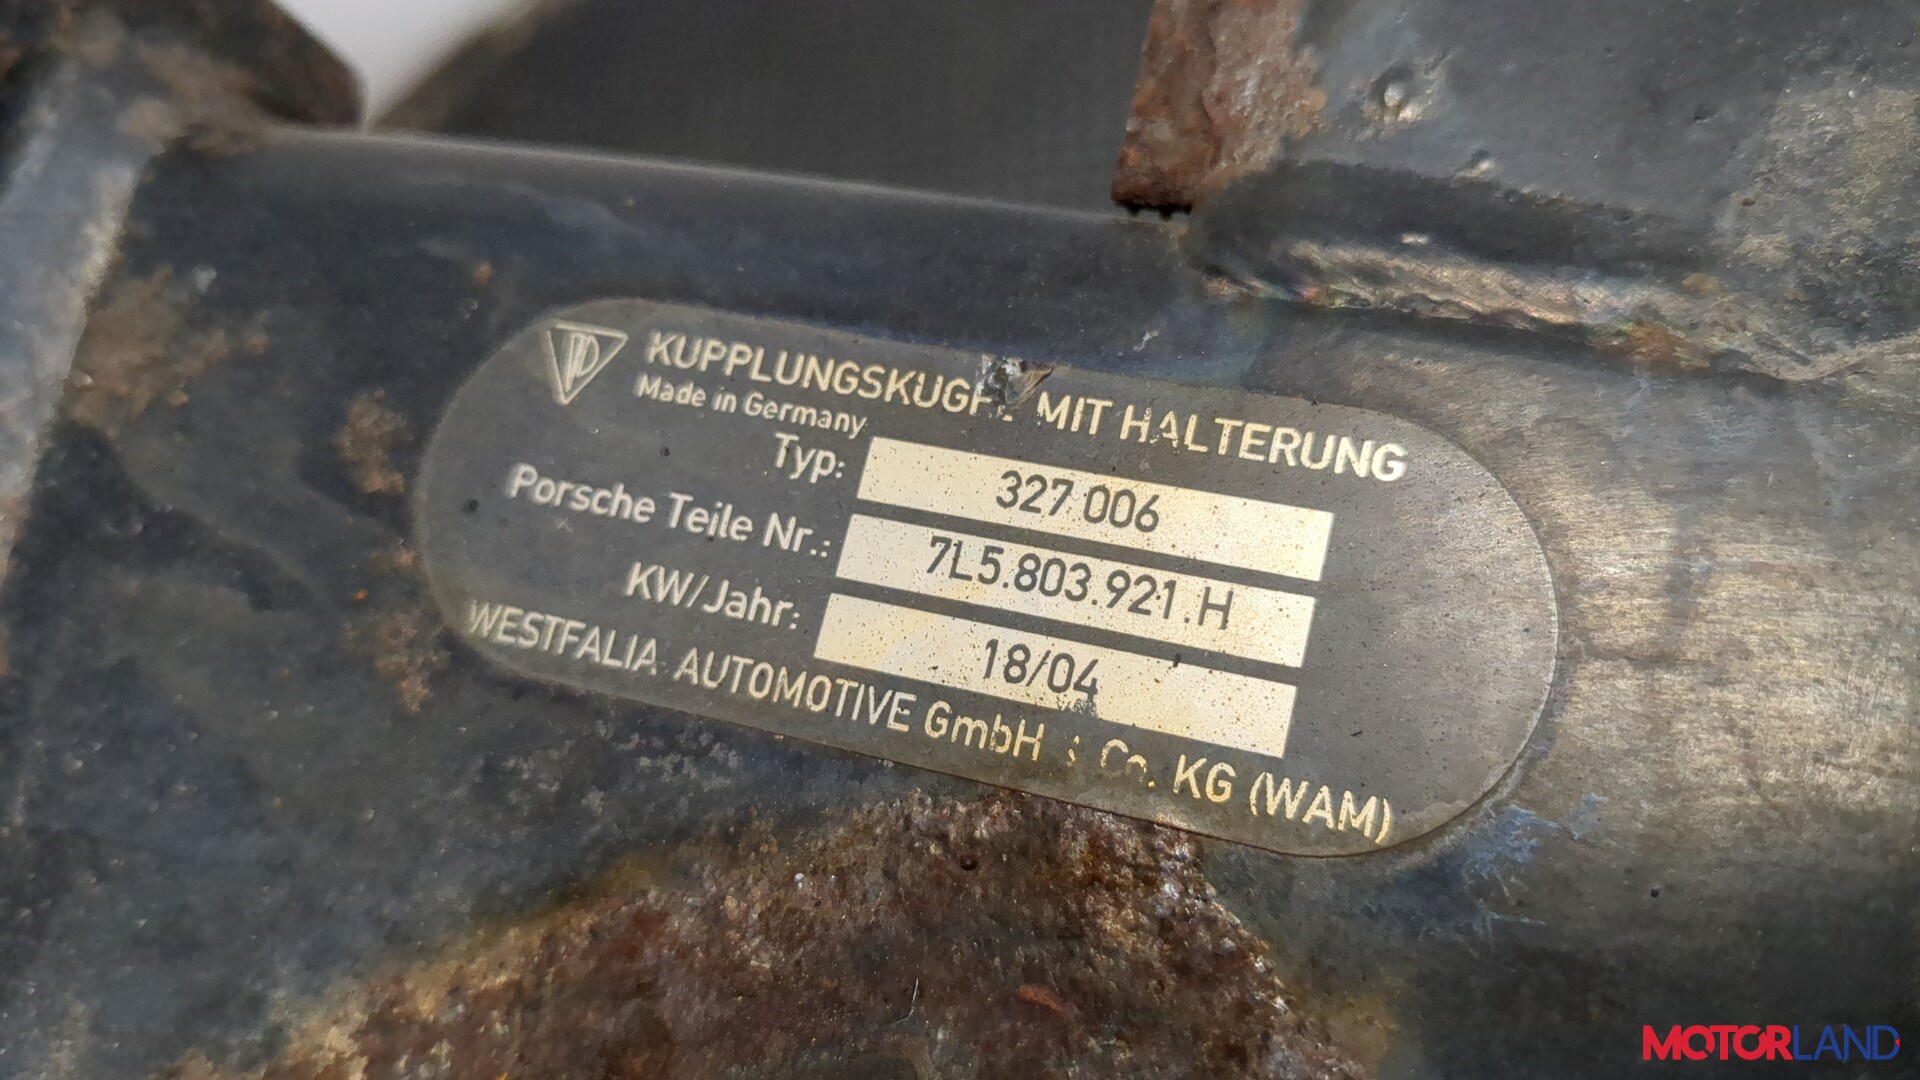 KUPPLUNGSKUGEL MIT HALTERUNG
Made in Germany
Typ: 327 006
Porsche Teile Nr.: 7L5.803.921.H
KW/Jahr: 18/04
WESTFALIA AUTOMOTIVE GmbH & Co. KG (WAM)
MOTORLAND